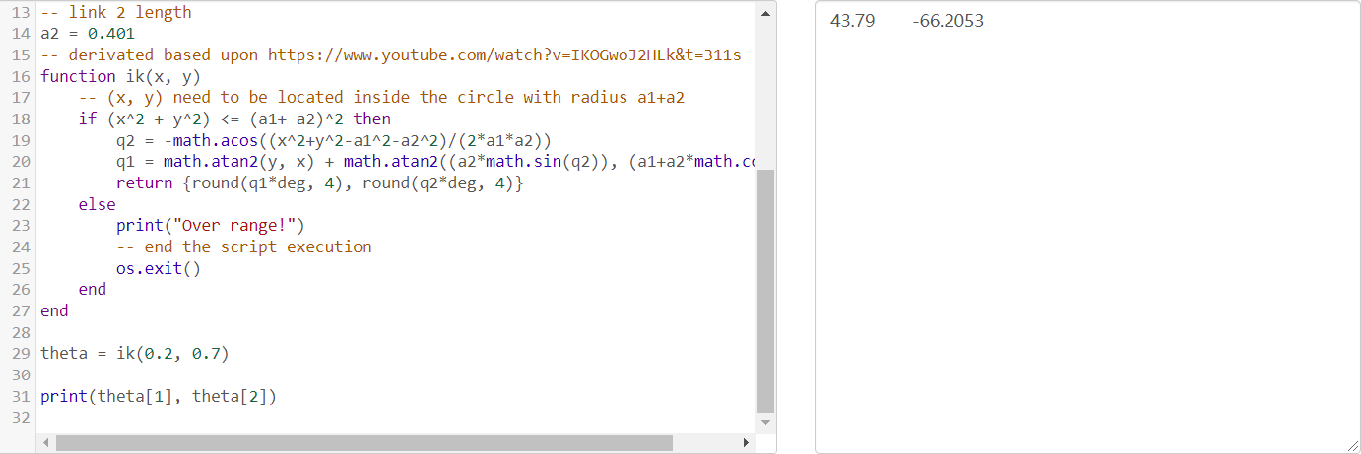 13 -- link 2 length
14 a2 = 0.401
15 -- derivated based upon https://www.youtube.com/watch?v=IKOGwoJ2HLk&t=311s
16 function ik(x, y)
17 -- (x, y) need to be located inside the circle with radius a1+a2
18 if (x^2 + y^2) <= (a1+ a2)^2 then
19 q2 = -math.acos((x^2+y^2-a1^2-a2^2)/(2*a1*a2))
20 q1 = math.atan2(y, x) + math.atan2((a2*math.sin(q2)), (a1+a2*math.co
21 return {round(q1*deg, 4), round(q2*deg, 4)}
22 else
23 print("Over range!")
24 -- end the script execution
25 os.exit()
26 end
27 end
28
29 theta = ik(0.2, 0.7)
30
31 print(theta[1], theta[2])
32
43.79 -66.2053